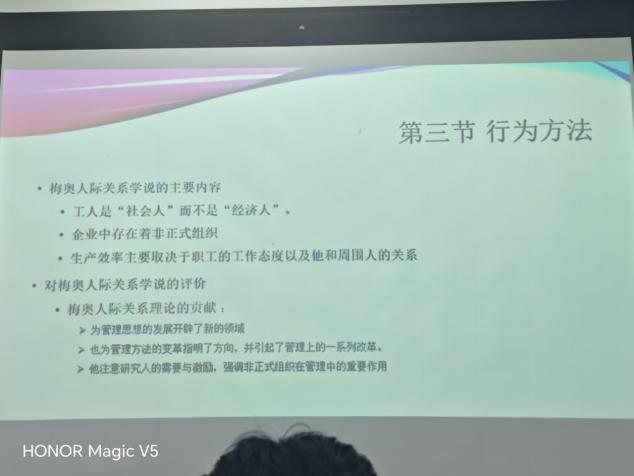 第三节 行为方法
• 梅奥人际关系学说的主要内容
• 工人是“社会人”而不是“经济人”。
• 企业中存在着非正式组织
• 生产效率主要取决于职工的工作态度以及他和周围人的关系
• 对梅奥人际关系学说的评价
• 梅奥人际关系理论的贡献：
➢ 为管理思想的发展开辟了新的领域
➢ 也为管理方法的变革指明了方向，并引起了管理上的一系列改革。
➢ 他注意研究人的需要与激励，强调非正式组织在管理中的重要作用
HONOR Magic V5